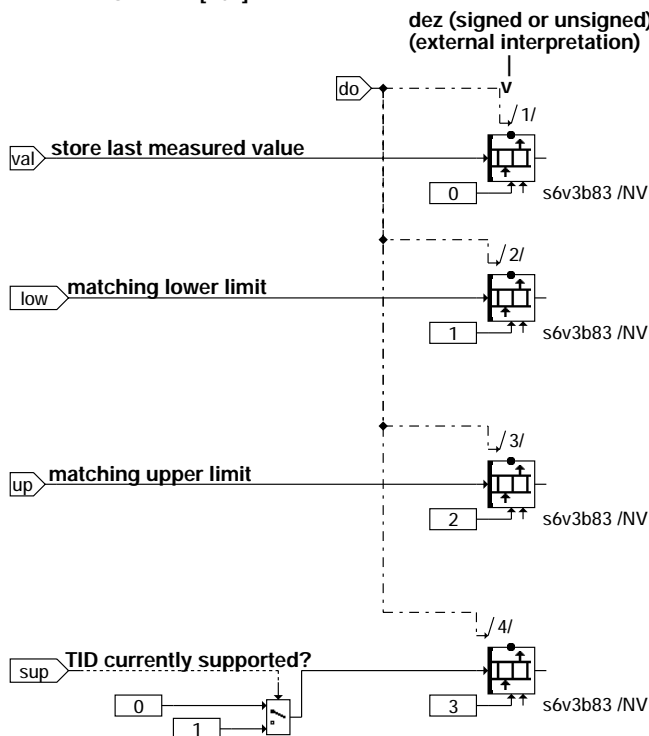 dez (signed or unsigned)
(external interpretation)
do
v
/1/
val
store last measured value
0
s6v3b83 /NV
/2/
low
matching lower limit
1
s6v3b83 /NV
/3/
up
matching upper limit
2
s6v3b83 /NV
/4/
sup
TID currently supported?
0
1
3
s6v3b83 /NV